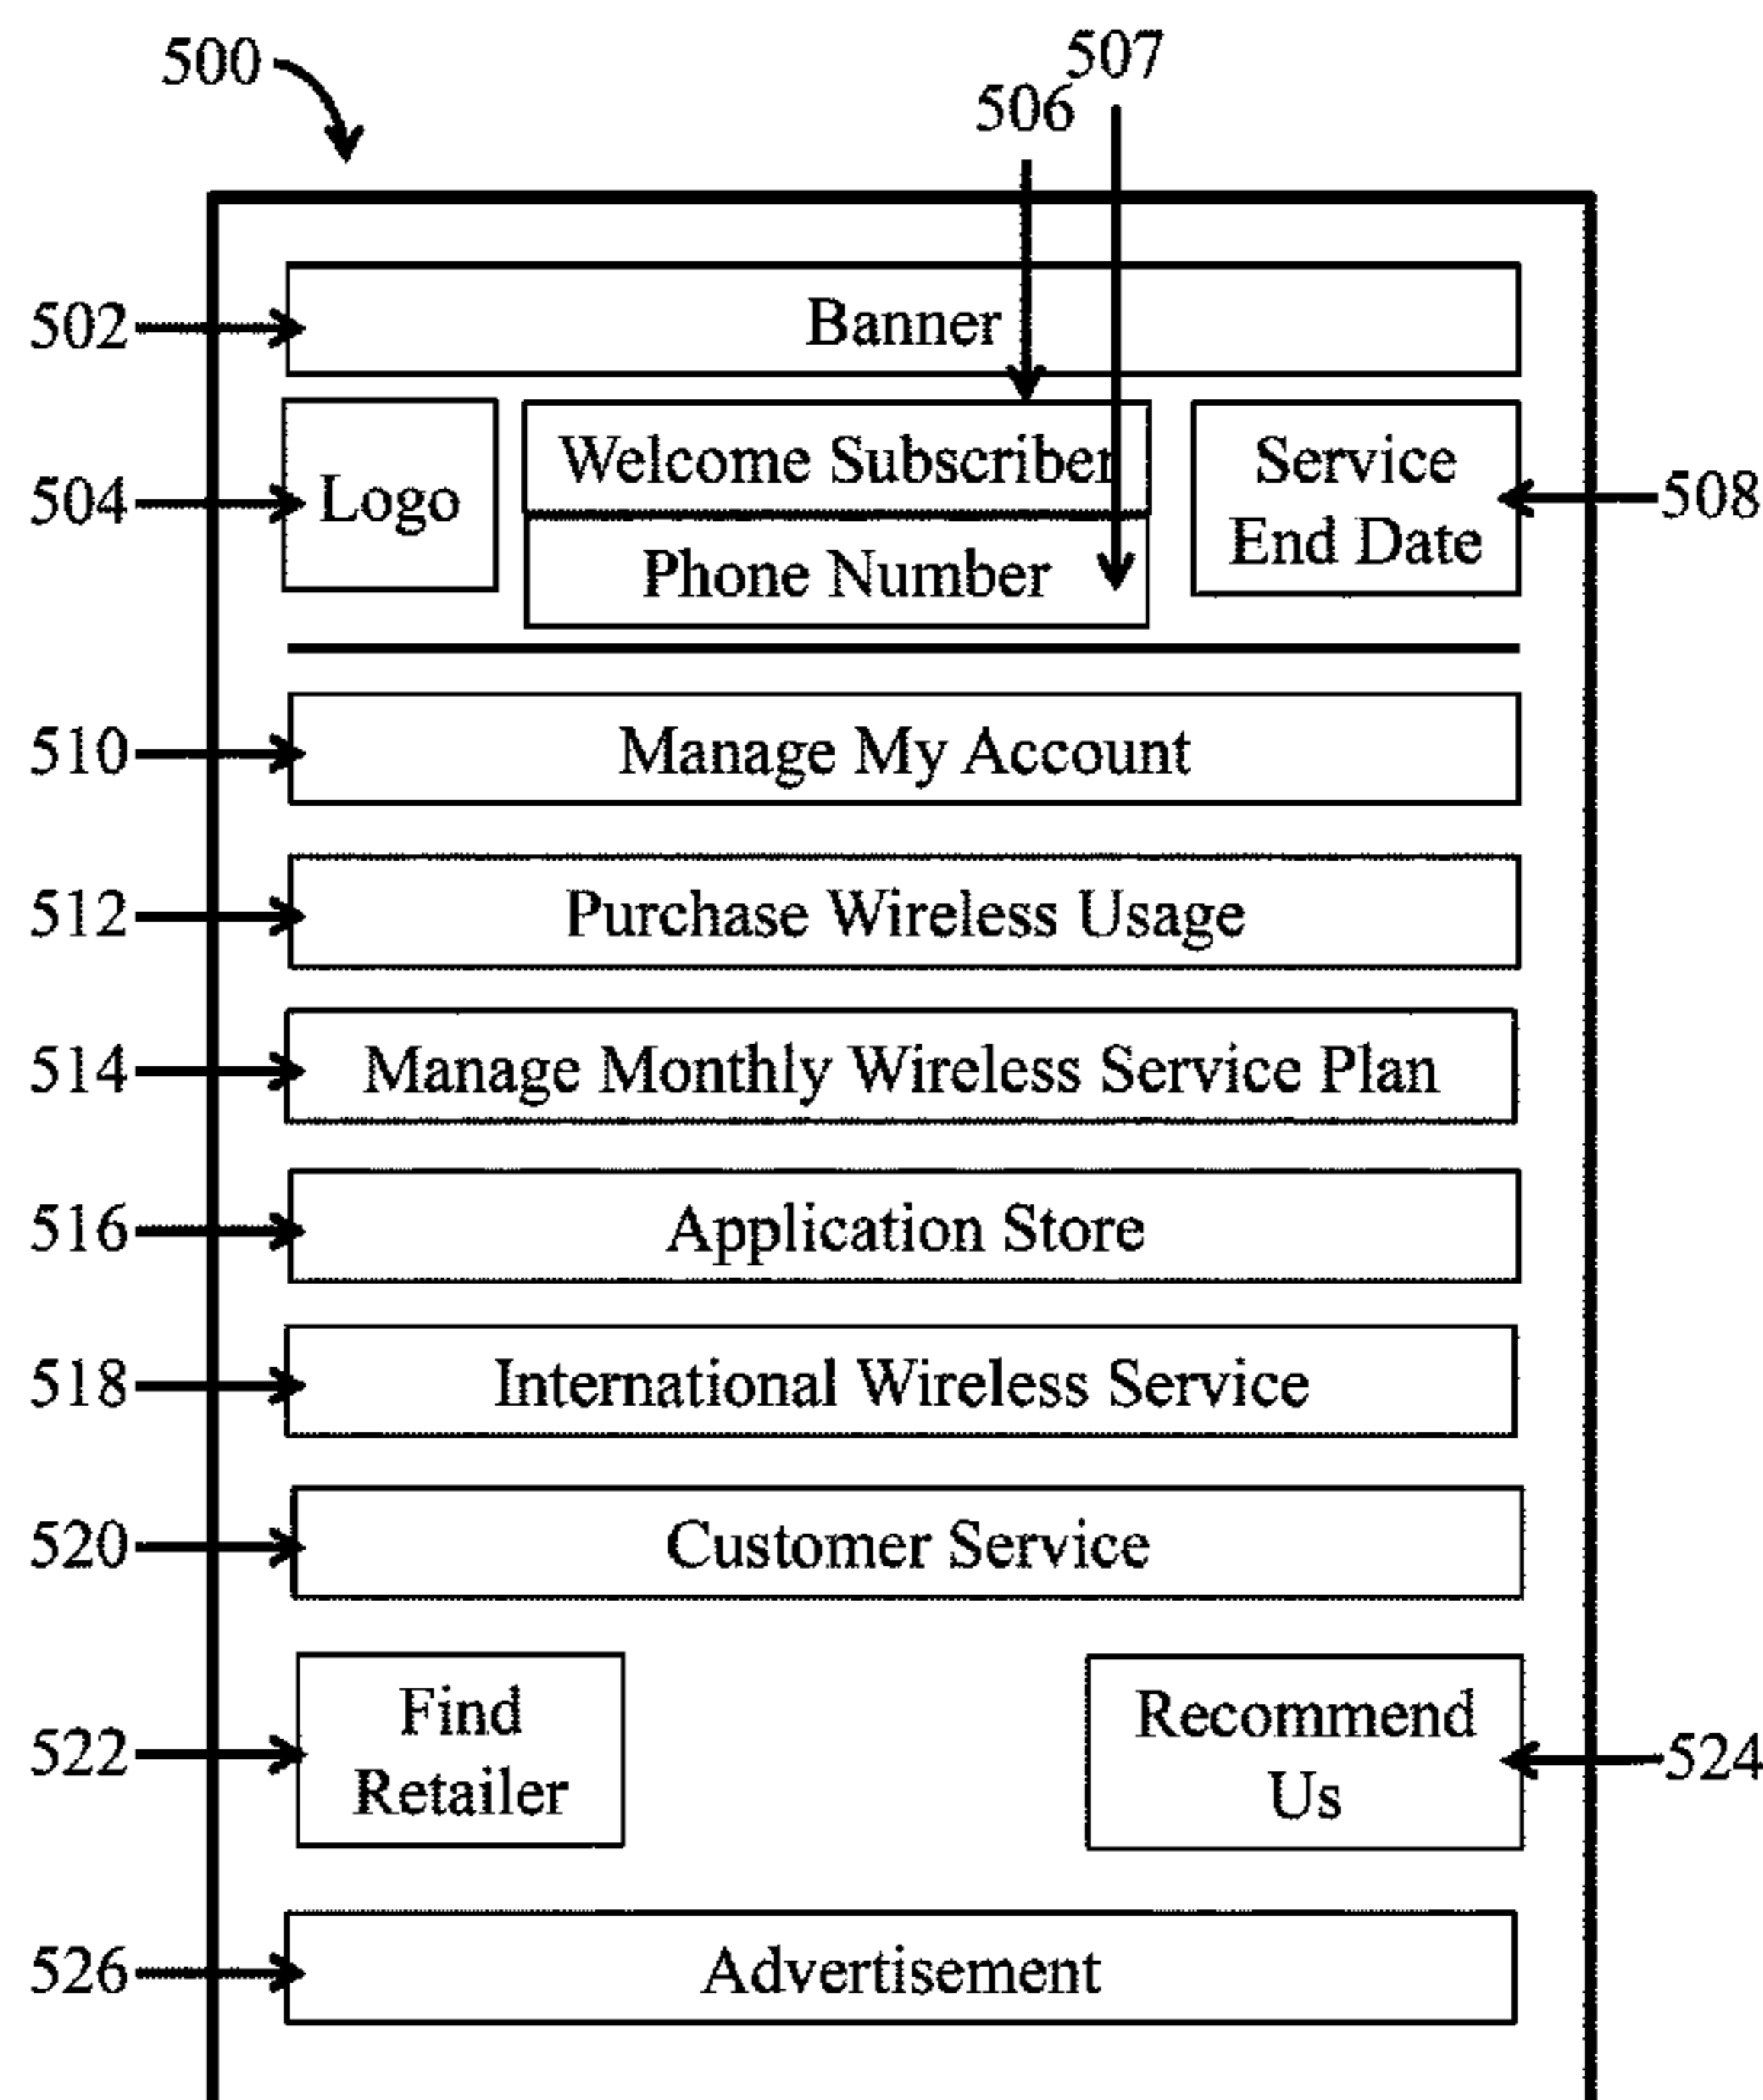 500
507
506
502
Banner
504
Logo
Welcome Subscriber
Phone Number
Service
End Date
508
510
Manage My Account
512
Purchase Wireless Usage
514
Manage Monthly Wireless Service Plan
516
Application Store
518
International Wireless Service
520
Customer Service
522
Find
Retailer
Recommend
Us
524
526
Advertisement